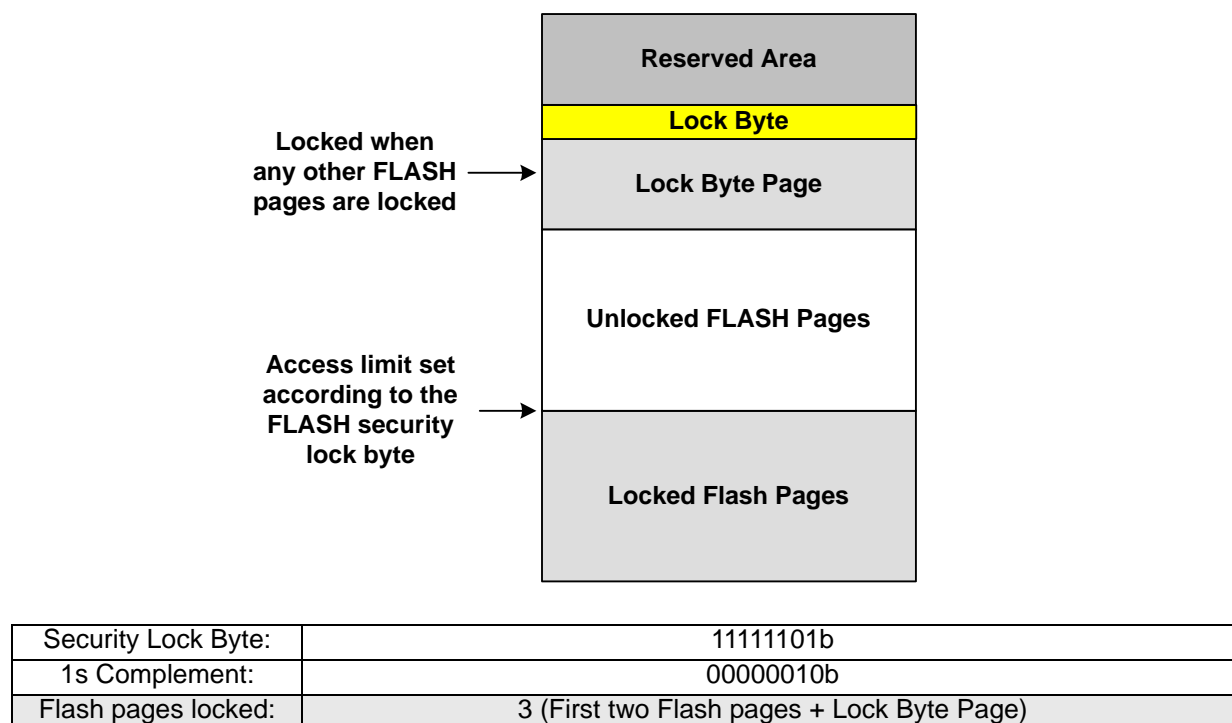 Reserved Area
Lock Byte
Locked when
any other FLASH
pages are locked
Lock Byte Page
Unlocked FLASH Pages
Access limit set
according to the
FLASH security
lock byte
Locked Flash Pages
Security Lock Byte: 11111101b
1s Complement: 00000010b
Flash pages locked: 3 (First two Flash pages + Lock Byte Page)